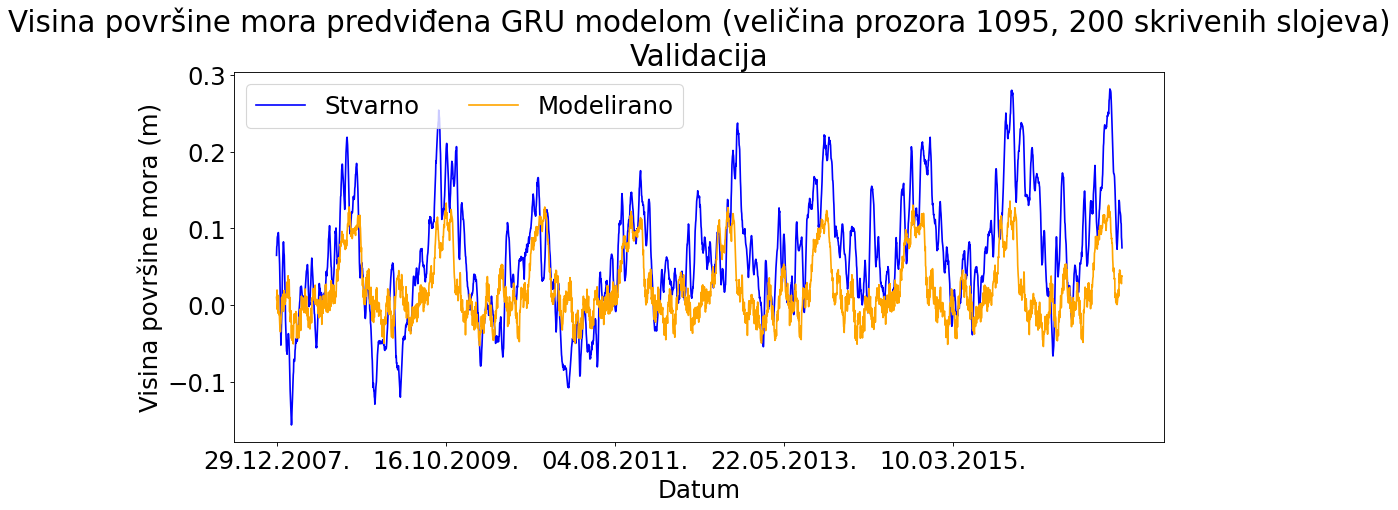 Visina površine mora predviđena GRU modelom (veličina prozora 1095, 200 skrivenih slojeva)
Validacija
Stvarno
Modelirano
Visina površine mora (m)
0.3
0.2
0.1
0.0
−0.1
29.12.2007.
16.10.2009.
04.08.2011.
22.05.2013.
10.03.2015.
Datum